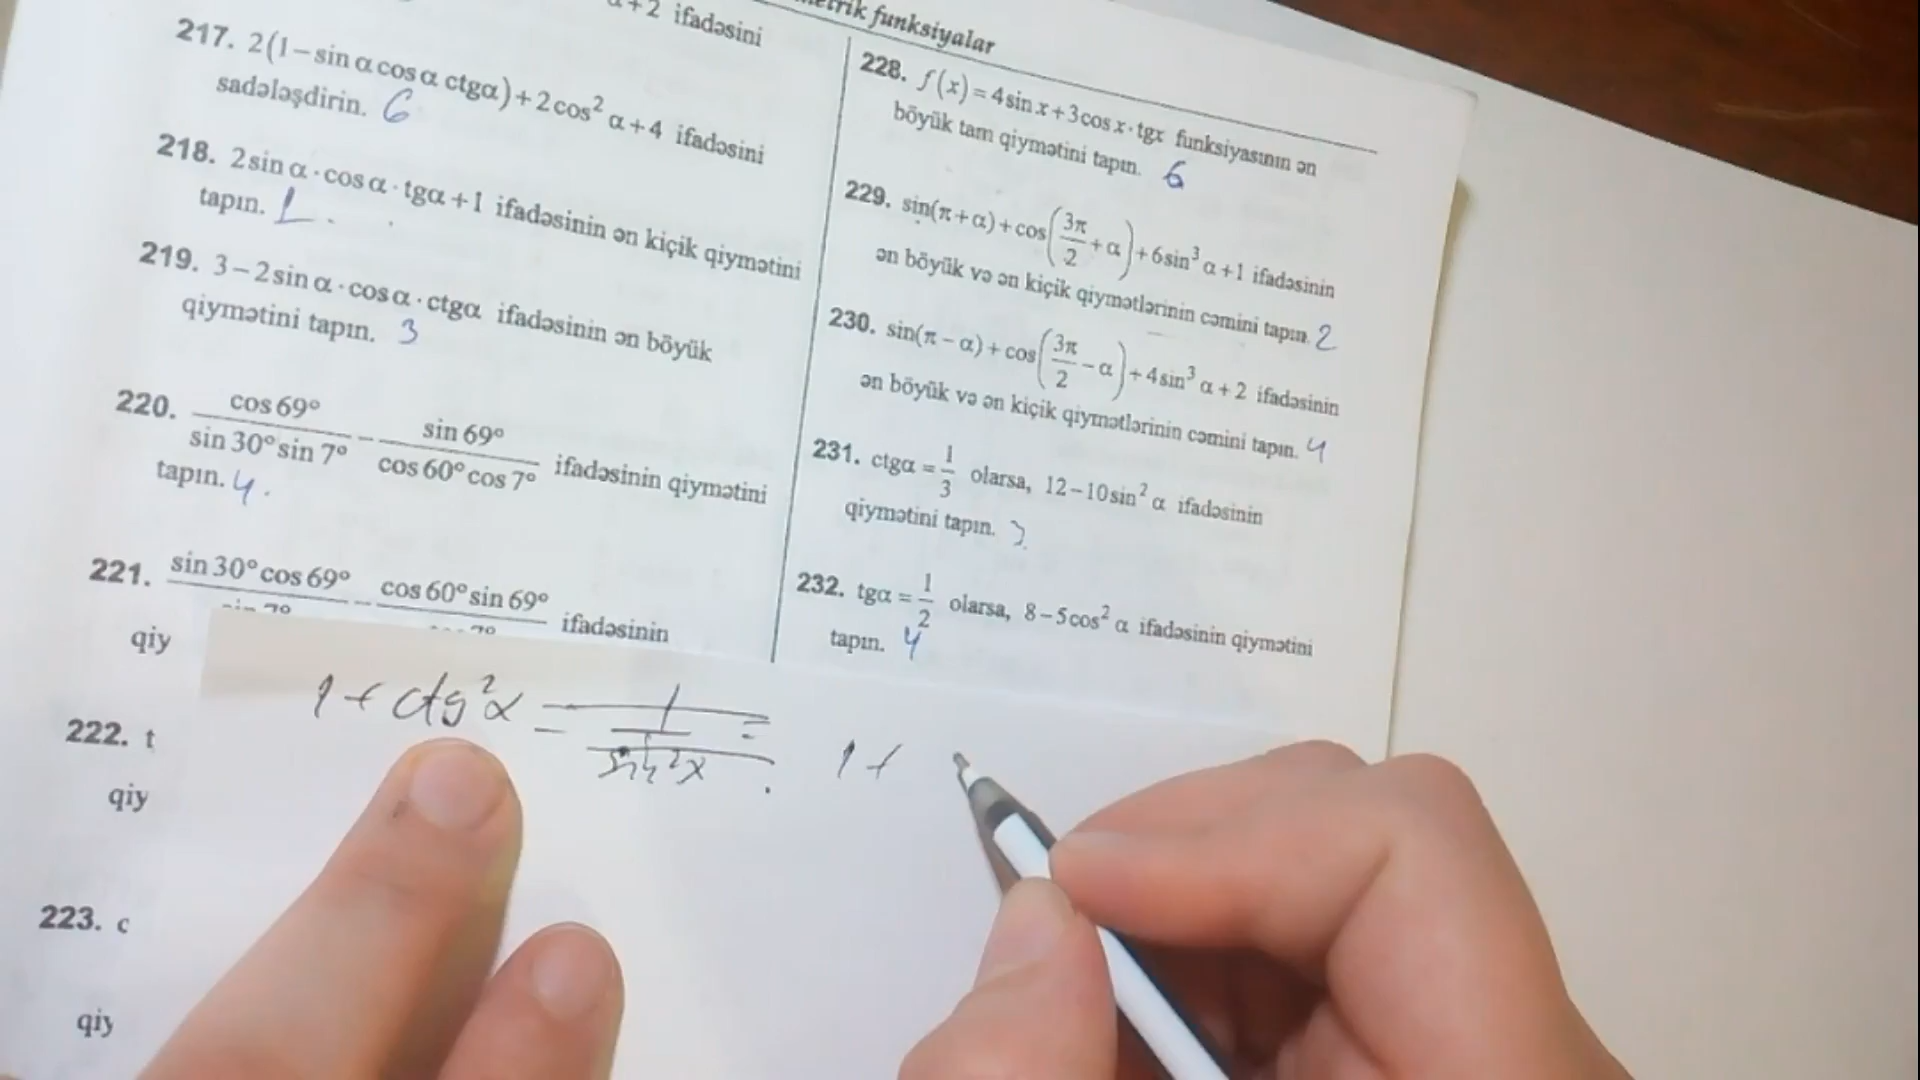 α+2 ifadəsini
217. 2(1−sin α cos α ctgα)+2cos² α+4 ifadəsini
sadələşdirin. 6
218. 2sin α·cos α·tgα+1 ifadəsinin ən kiçik qiymətini
tapın. 1
219. 3−2sin α·cos α·ctgα ifadəsinin ən böyük
qiymətini tapın. 3
220. cos 69°/(sin 30° sin 7°) − sin 69°/(cos 60° cos 7°) ifadəsinin qiymətini
tapın. 4.
221. sin 30° cos 69°/sin 7° − cos 60° sin 69° ifadəsinin
qiy
222. t
qiy
223. c
qiy
funksiyalar
228. f(x)=4sin x+3cos x·tgx funksiyasının ən
böyük tam qiymətini tapın. 6
229. sin(π+α)+cos(3π/2+α)+6sin³ α+1 ifadəsinin
ən böyük və ən kiçik qiymətlərinin cəmini tapın. 2
230. sin(π−α)+cos(3π/2−α)+4sin³ α+2 ifadəsinin
ən böyük və ən kiçik qiymətlərinin cəmini tapın. 4
231. ctgα=1/3 olarsa, 12−10sin² α ifadəsinin
qiymətini tapın. 3
232. tgα=1/2 olarsa, 8−5cos² α ifadəsinin qiymətini
tapın. 4
1+ctg²α = 1/sin²x 1+